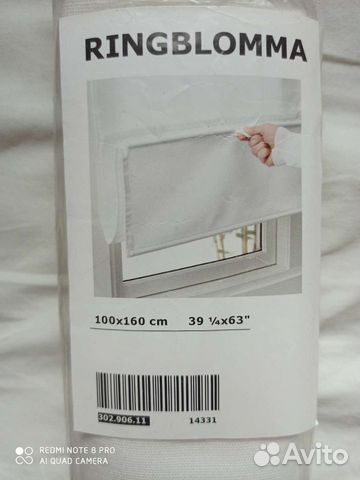 RINGBLOMMA
100x160 cm 39 ¼x63"
302.906.11 14331
REDMI NOTE 8 PRO
AI QUAD CAMERA
Avito